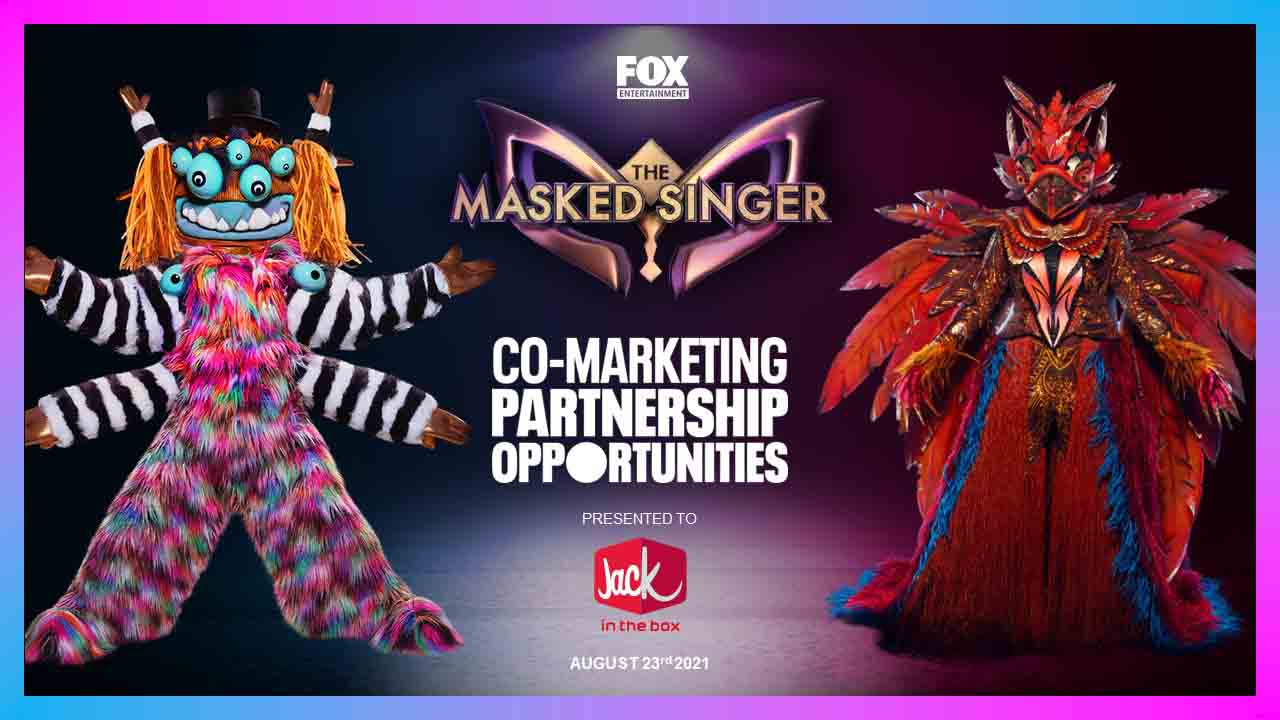 FOX
ENTERTAINMENT
THE
MASKED SINGER
CO-MARKETING
PARTNERSHIP
OPPORTUNITIES
PRESENTED TO
Jack
in the box
AUGUST 23rd 2021